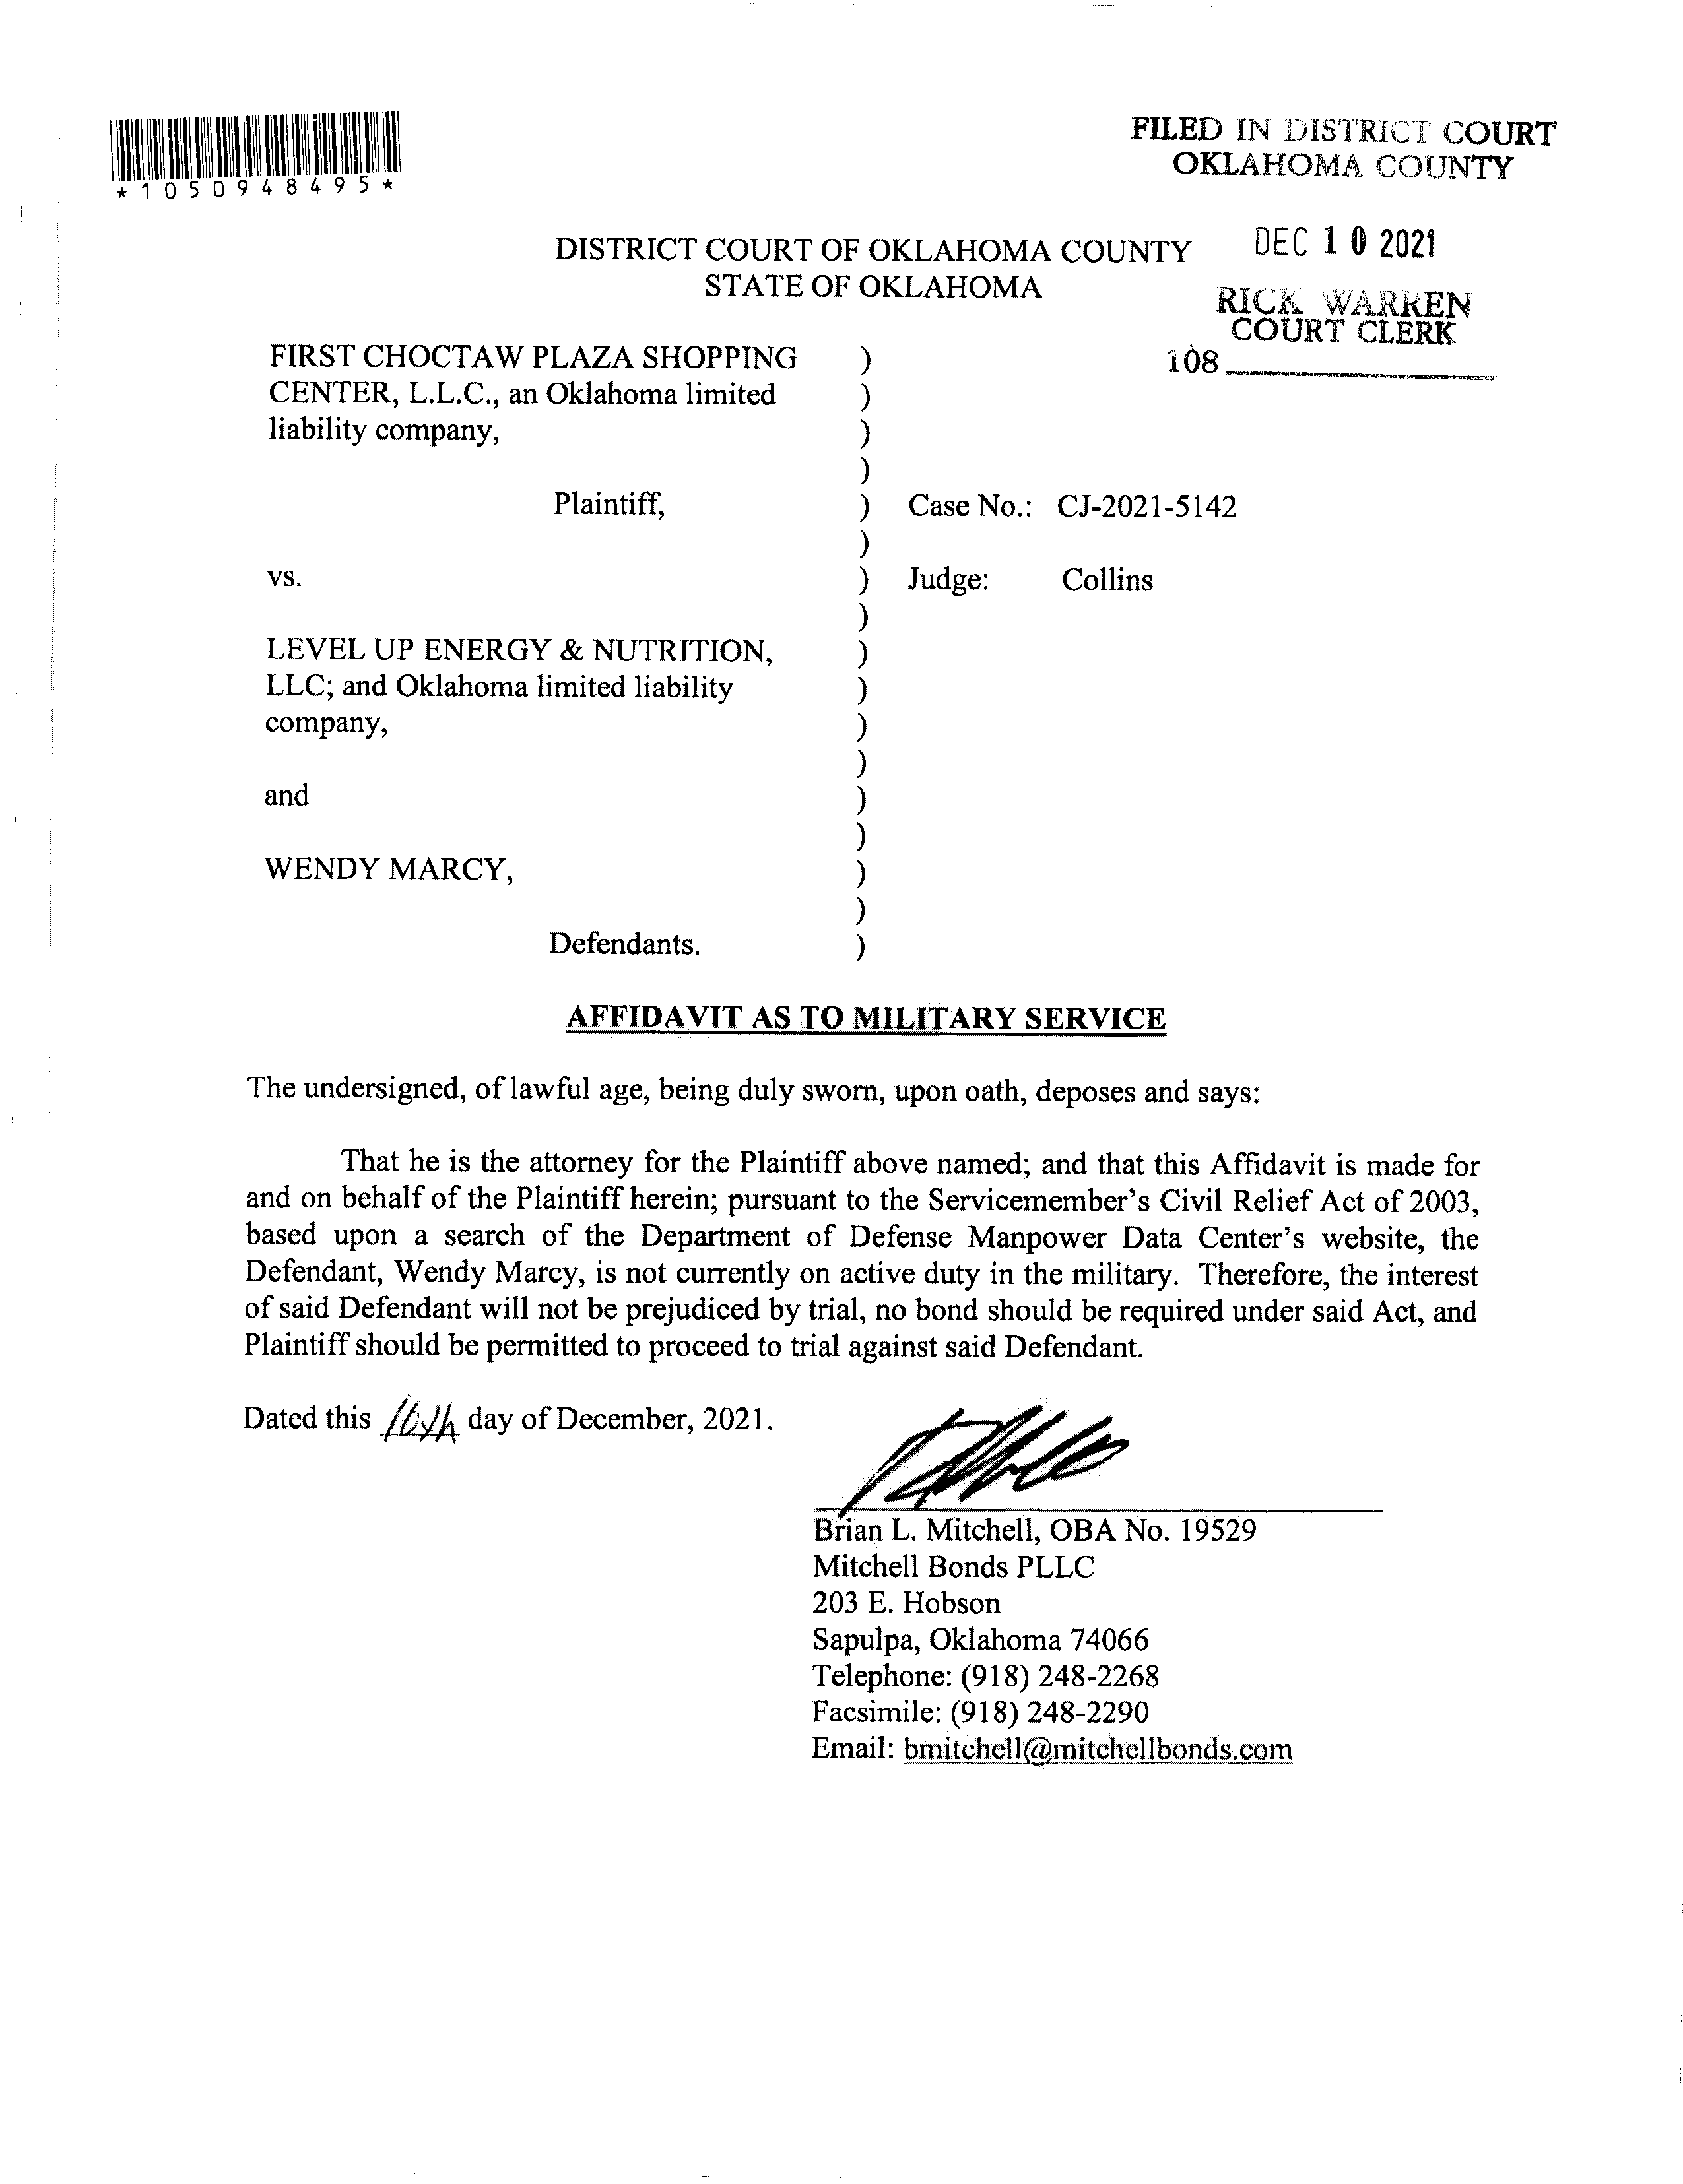 *1050948495*
FILED IN DISTRICT COURT
OKLAHOMA COUNTY
DEC 10 2021
RICK WARREN
COURT CLERK
108
DISTRICT COURT OF OKLAHOMA COUNTY
STATE OF OKLAHOMA
FIRST CHOCTAW PLAZA SHOPPING )
CENTER, L.L.C., an Oklahoma limited )
liability company, )
)
Plaintiff, ) Case No.: CJ-2021-5142
)
vs. ) Judge: Collins
)
LEVEL UP ENERGY & NUTRITION, )
LLC; and Oklahoma limited liability )
company, )
)
and )
)
WENDY MARCY, )
)
Defendants. )
AFFIDAVIT AS TO MILITARY SERVICE
The undersigned, of lawful age, being duly sworn, upon oath, deposes and says:
That he is the attorney for the Plaintiff above named; and that this Affidavit is made for
and on behalf of the Plaintiff herein; pursuant to the Servicemember's Civil Relief Act of 2003,
based upon a search of the Department of Defense Manpower Data Center's website, the
Defendant, Wendy Marcy, is not currently on active duty in the military. Therefore, the interest
of said Defendant will not be prejudiced by trial, no bond should be required under said Act, and
Plaintiff should be permitted to proceed to trial against said Defendant.
Dated this 10th day of December, 2021.
Brian L. Mitchell, OBA No. 19529
Mitchell Bonds PLLC
203 E. Hobson
Sapulpa, Oklahoma 74066
Telephone: (918) 248-2268
Facsimile: (918) 248-2290
Email: bmitchell@mitchellbonds.com